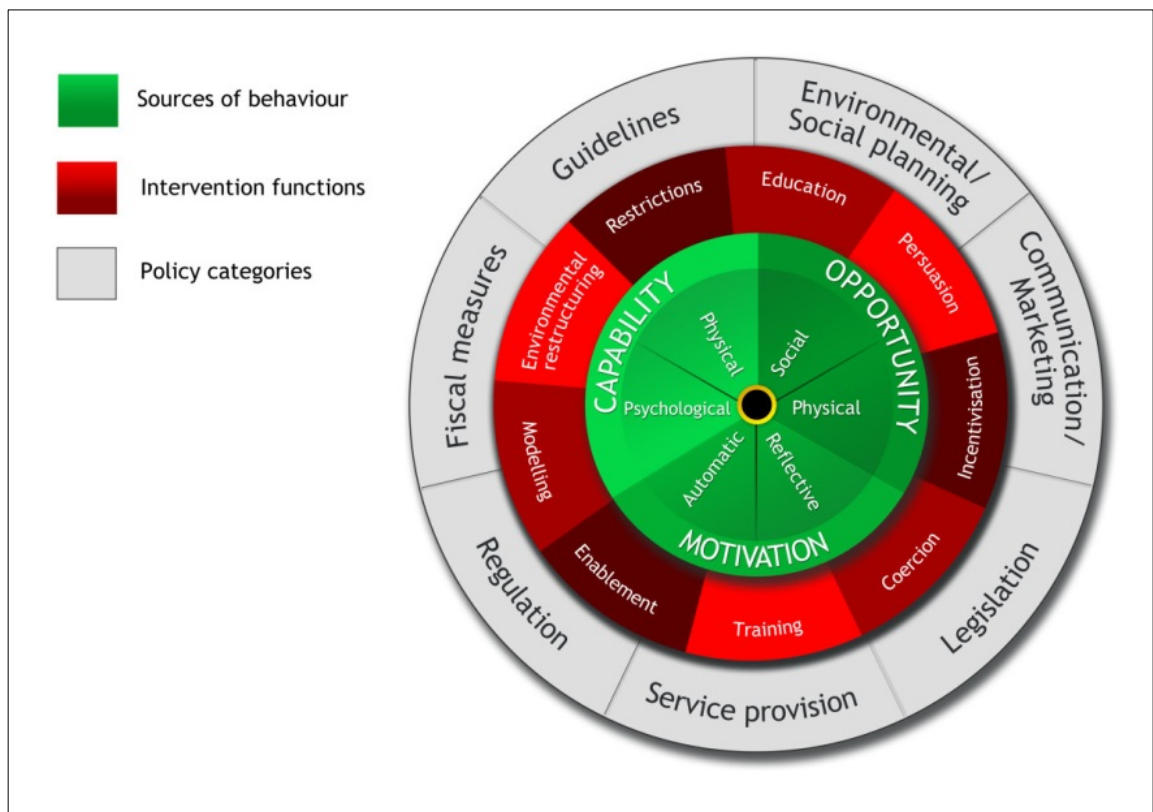 Sources of behaviour
Intervention functions
Policy categories
Guidelines
Environmental/
Social planning
Communication/
Marketing
Legislation
Service provision
Regulation
Fiscal measures
Restrictions
Education
Persuasion
Incentivisation
Coercion
Training
Enablement
Modelling
Environmental
restructuring
CAPABILITY
OPPORTUNITY
MOTIVATION
Physical
Social
Physical
Reflective
Automatic
Psychological